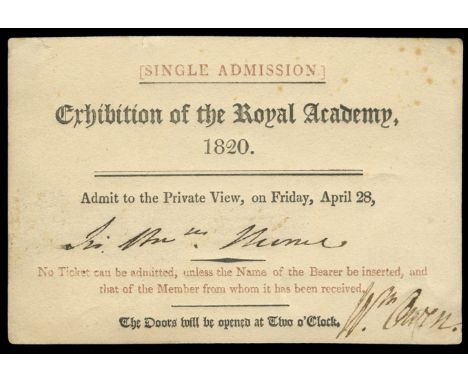 [SINGLE ADMISSION.]
Exhibition of the Royal Academy,
1820.
Admit to the Private View, on Friday, April 28,
No Ticket can be admitted, unless the Name of the Bearer be inserted, and
that of the Member from whom it has been received.
Wm Owen.
The Doors will be opened at Two o'Clock.